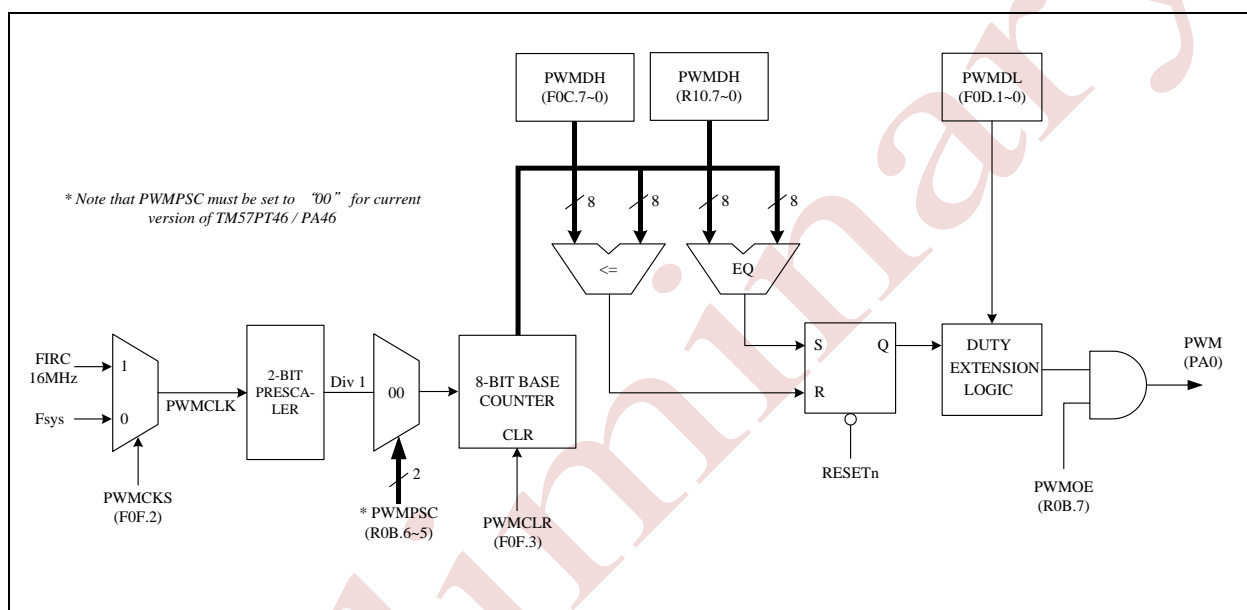 PWMDH
(F0C.7~0)
PWMDH
(R10.7~0)
PWMDL
(F0D.1~0)
* Note that PWMPSC must be set to “00” for current
version of TM57PT46 / PA46
8
8
8
8
<=
EQ
FIRC
16MHz
Fsys
1
0
PWMCLK
2-BIT
PRESCA-
LER
Div 1
00
8-BIT BASE
COUNTER
CLR
S
R
Q
DUTY
EXTENSION
LOGIC
PWM
(PA0)
PWMCKS
(F0F.2)
2
* PWMPSC
(R0B.6~5)
PWMCLR
(F0F.3)
RESETn
PWMOE
(R0B.7)
liminary